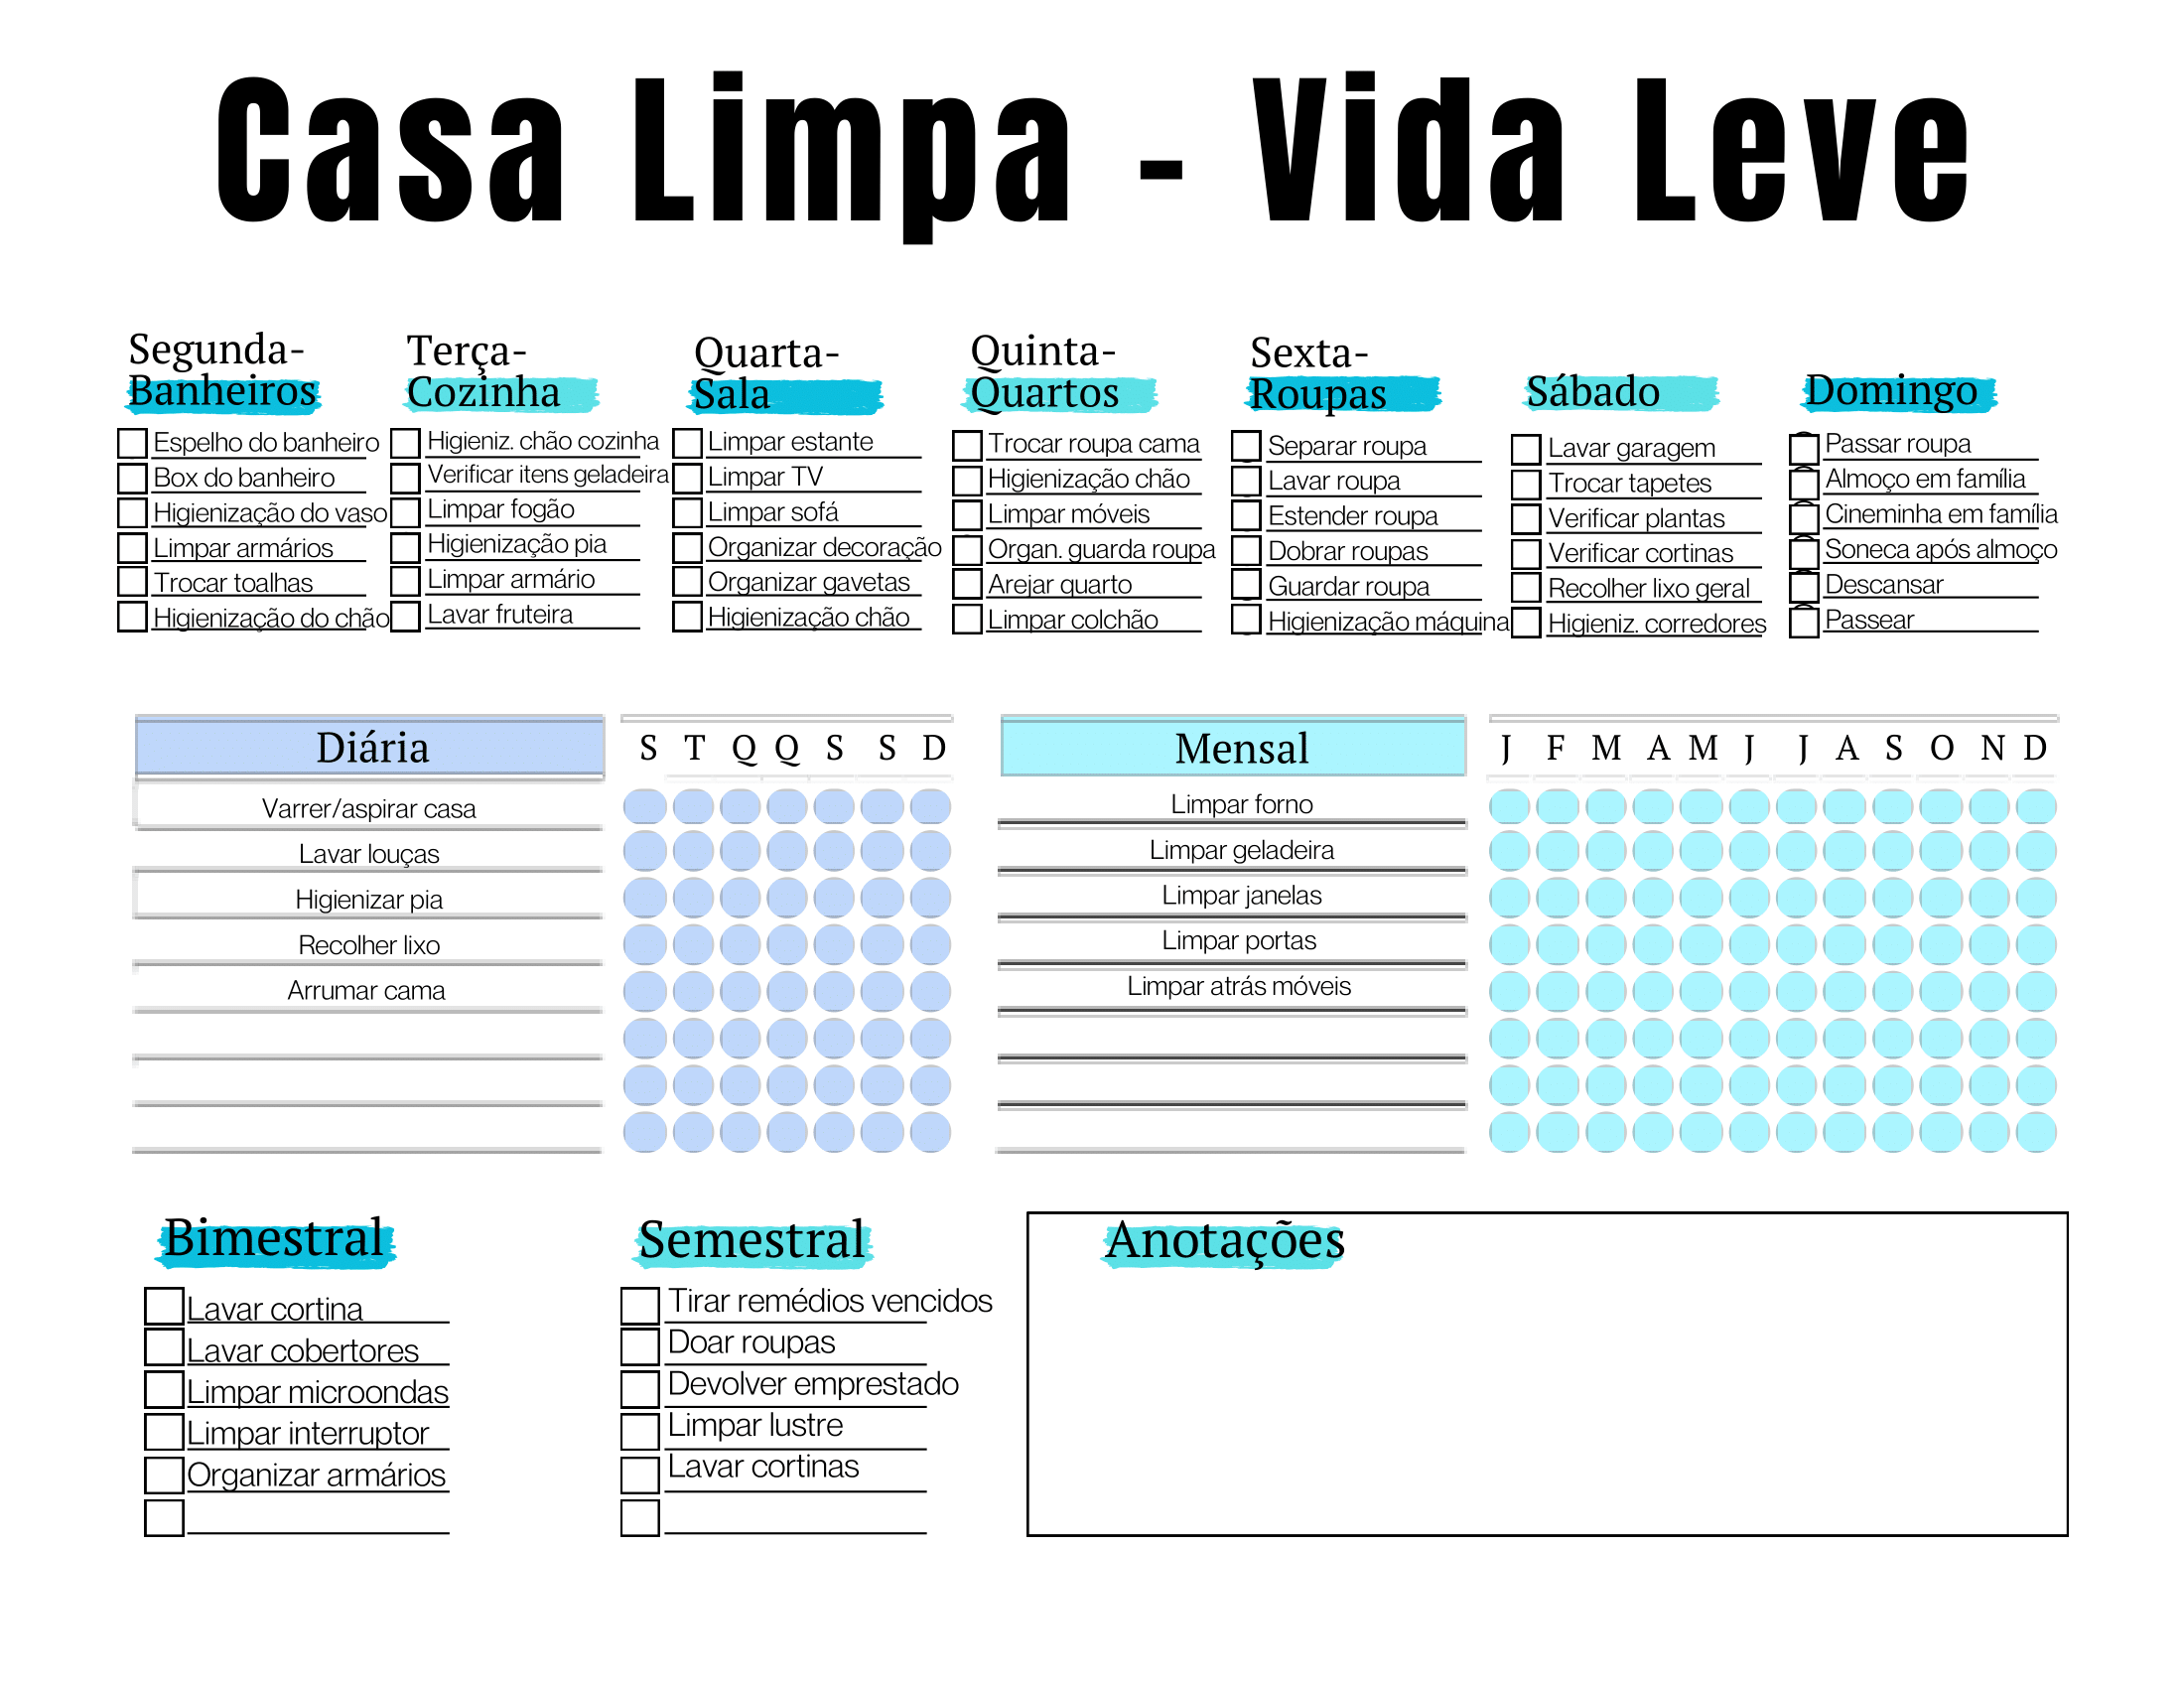 Casa Limpa - Vida Leve
Segunda-
Banheiros
Espelho do banheiro
Box do banheiro
Higienização do vaso
Limpar armários
Trocar toalhas
Higienização do chão
Terça-
Cozinha
Higieniz. chão cozinha
Verificar itens geladeira
Limpar fogão
Higienização pia
Limpar armário
Lavar fruteira
Quarta-
Sala
Limpar estante
Limpar TV
Limpar sofá
Organizar decoração
Organizar gavetas
Higienização chão
Quinta-
Quartos
Trocar roupa cama
Higienização chão
Limpar móveis
Organ. guarda roupa
Arejar quarto
Limpar colchão
Sexta-
Roupas
Separar roupa
Lavar roupa
Estender roupa
Dobrar roupas
Guardar roupa
Higienização máquina
Sábado
Lavar garagem
Trocar tapetes
Verificar plantas
Verificar cortinas
Recolher lixo geral
Higieniz. corredores
Domingo
Passar roupa
Almoço em família
Cineminha em família
Soneca após almoço
Descansar
Passear
Diária
S T Q Q S S D
Varrer/aspirar casa
Lavar louças
Higienizar pia
Recolher lixo
Arrumar cama
Mensal
J F M A M J J A S O N D
Limpar forno
Limpar geladeira
Limpar janelas
Limpar portas
Limpar atrás móveis
Bimestral
Lavar cortina
Lavar cobertores
Limpar microondas
Limpar interruptor
Organizar armários
Semestral
Tirar remédios vencidos
Doar roupas
Devolver emprestado
Limpar lustre
Lavar cortinas
Anotações